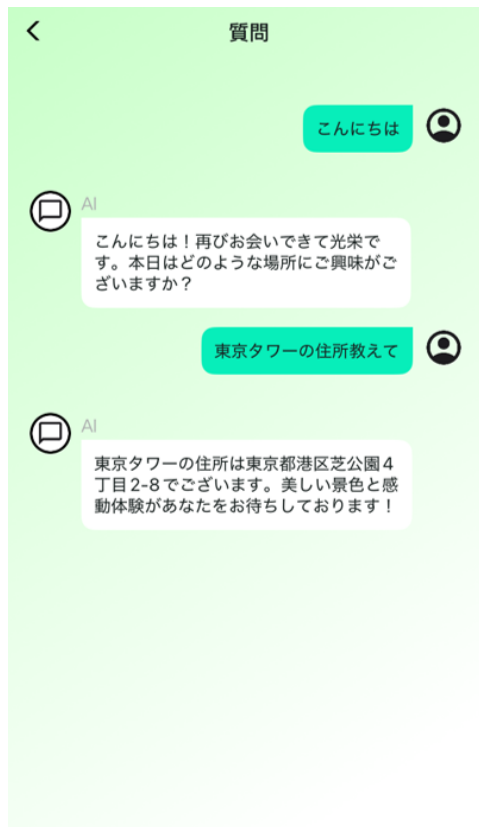 質問
こんにちは
AI
こんにちは！再びお会いできて光栄で
す。本日はどのような場所にご興味がご
ざいますか？
東京タワーの住所教えて
AI
東京タワーの住所は東京都港区芝公園４
丁目2-8でございます。美しい景色と感
動体験があなたをお待ちしております！